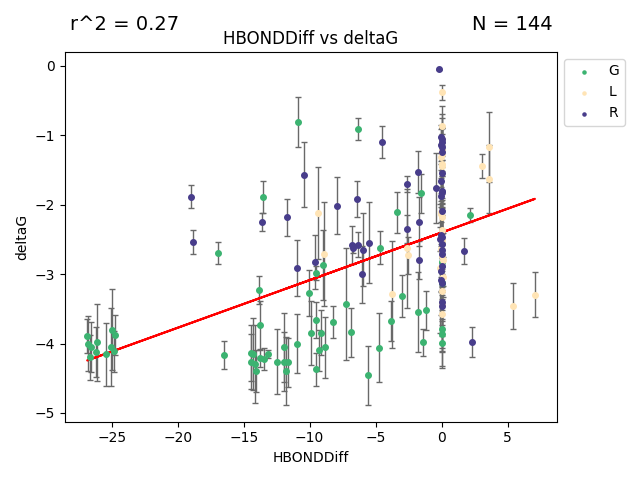 r^2 = 0.27
N = 144
HBONDDiff vs deltaG
G
L
R
deltaG
0
−1
−2
−3
−4
−5
−25
−20
−15
−10
−5
0
5
HBONDDiff